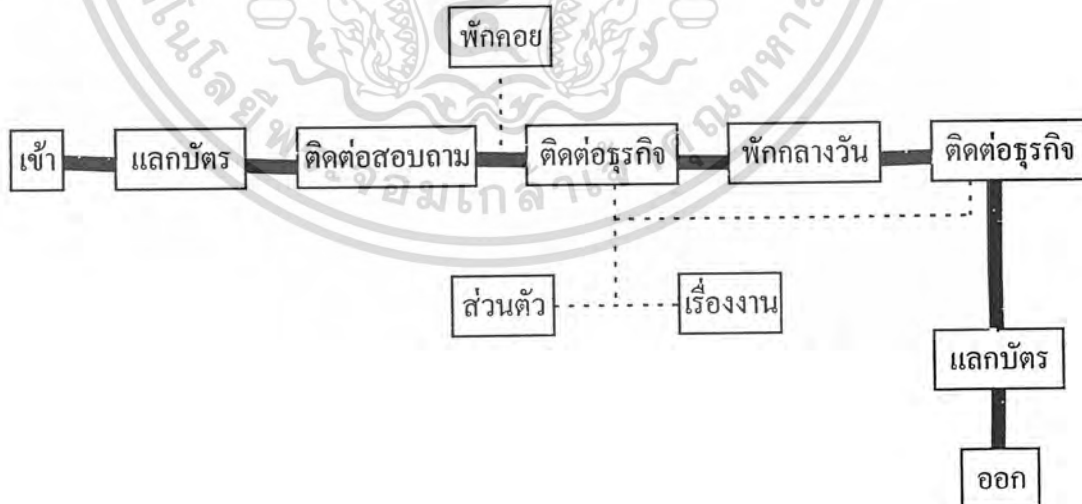 พักคอย
เข้า แลกบัตร ติดต่อสอบถาม ติดต่อธุรกิจ พักกลางวัน ติดต่อธุรกิจ
ส่วนตัว เรื่องงาน
แลกบัตร
ออก